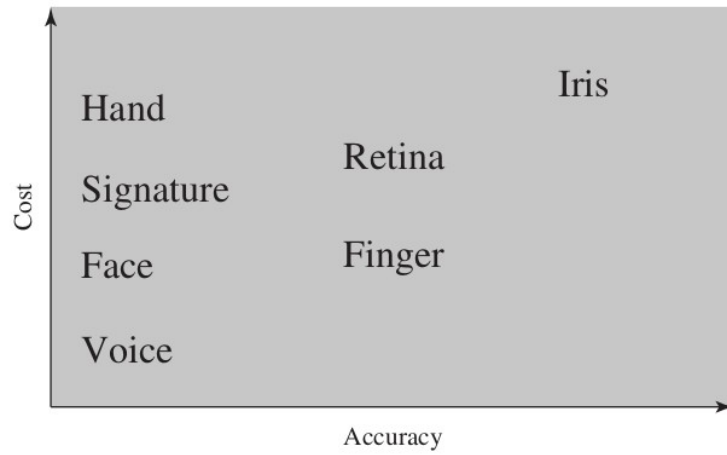 Iris
Hand
Retina
Signature
Finger
Face
Voice
Cost
Accuracy